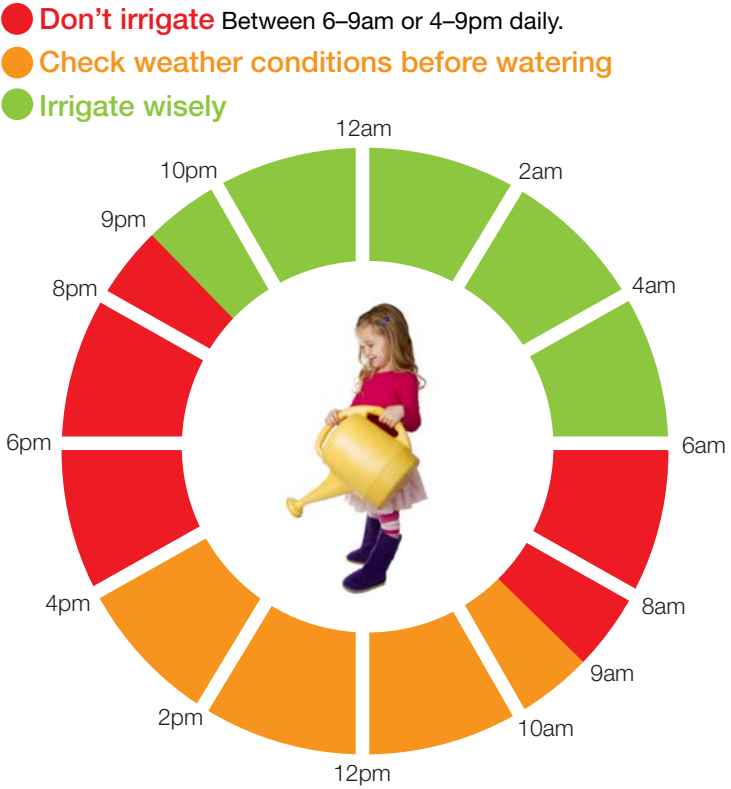 Don't irrigate Between 6–9am or 4–9pm daily.
Check weather conditions before watering
Irrigate wisely
12am
2am
4am
6am
8am
9am
10am
12pm
2pm
4pm
6pm
8pm
9pm
10pm